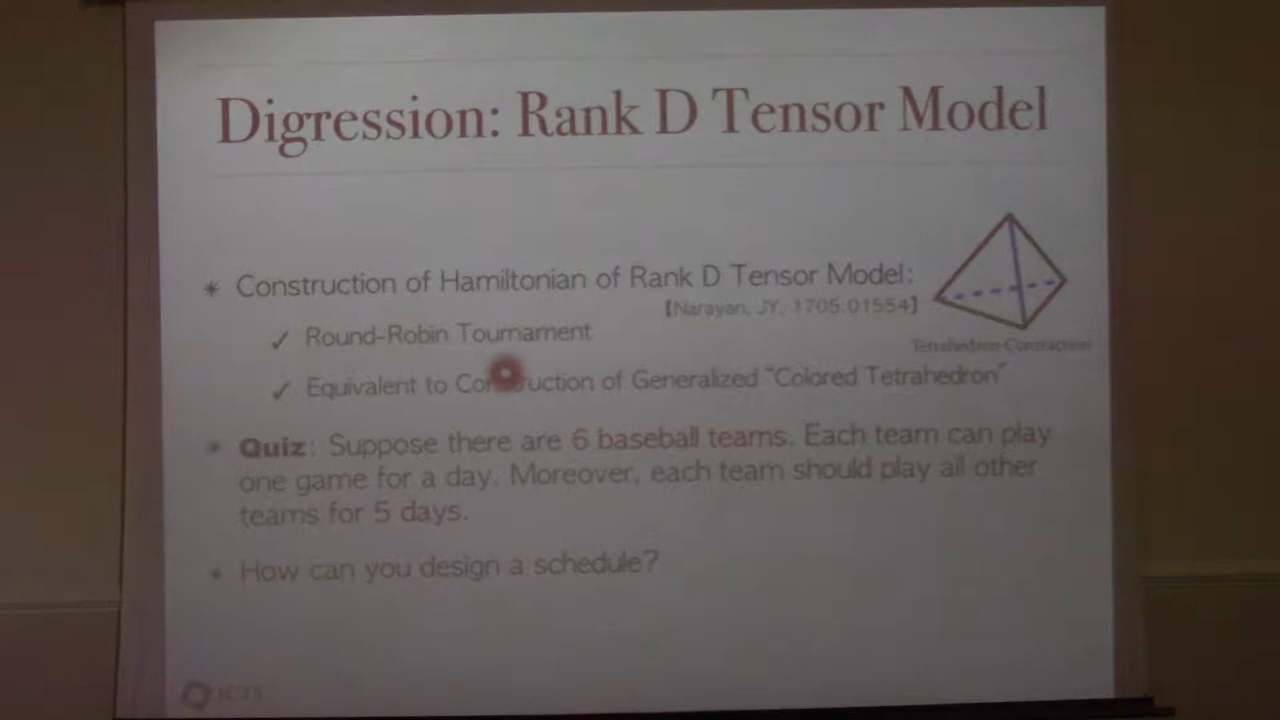 Digression: Rank D Tensor Model
* Construction of Hamiltonian of Rank D Tensor Model:
[Narayan, JY, 1705.01554]
✓ Round-Robin Tournament
Tetrahedron Contraction
✓ Equivalent to Construction of Generalized "Colored Tetrahedron"
* Quiz: Suppose there are 6 baseball teams. Each team can play
one game for a day. Moreover, each team should play all other
teams for 5 days.
* How can you design a schedule?
ICTS